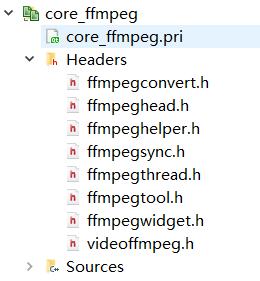 core_ffmpeg
core_ffmpeg.pri
Headers
ffmpegconvert.h
ffmpeghead.h
ffmpeghelper.h
ffmpegsync.h
ffmpegthread.h
ffmpegtool.h
ffmpegwidget.h
videoffmpeg.h
Sources